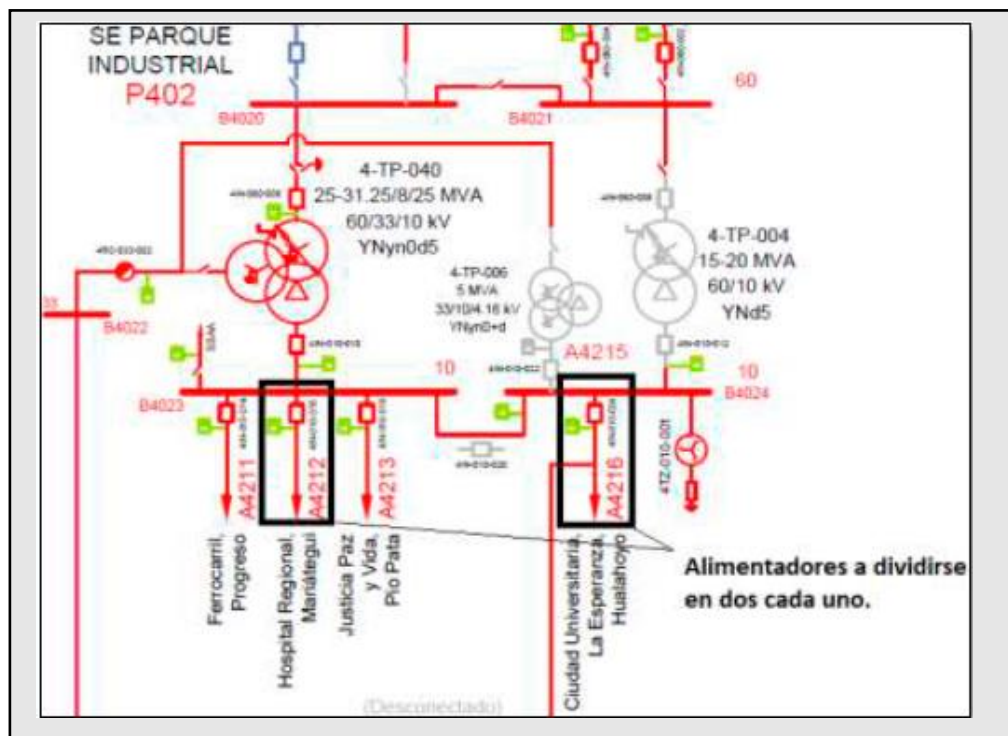 SE PARQUE
INDUSTRIAL
P402
60
B4020
B4021
4-TP-040
25-31.25/8/25 MVA
60/33/10 kV
YNyn0d5
4-TP-004
15-20 MVA
60/10 kV
YNd5
4-TP-006
5 MVA
33/10/4.16 kV
YNyn0+d
33
B4022
A4215
10
10
B4023
B4024
A4211
A4212
A4213
A4216
4TZ-010-001
Ferrocarril,
Progreso
Hospital Regional,
Mariátegui
Justicia Paz
y Vida,
Pio Pata
Ciudad Universitaria,
La Esperanza,
Hualahoyo
Alimentadores a dividirse
en dos cada uno.
(Desconectado)